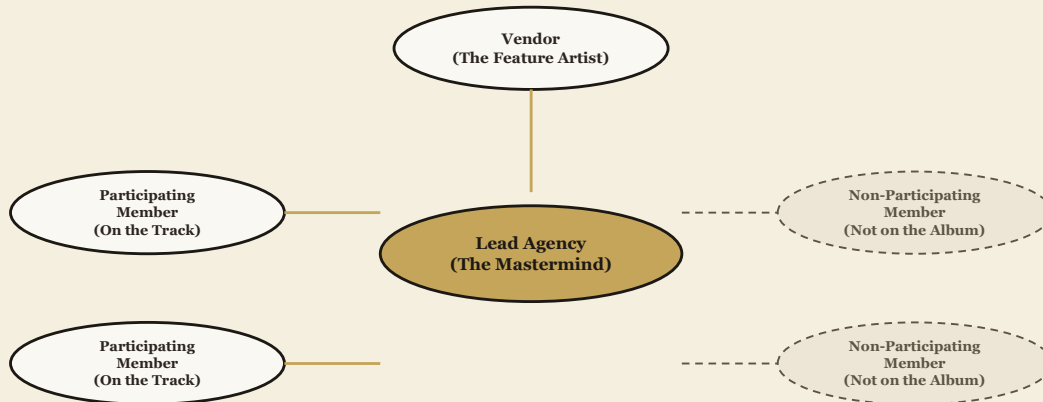 Vendor
(The Feature Artist)
Participating
Member
(On the Track)
Non-Participating
Member
(Not on the Album)
Lead Agency
(The Mastermind)
Participating
Member
(On the Track)
Non-Participating
Member
(Not on the Album)